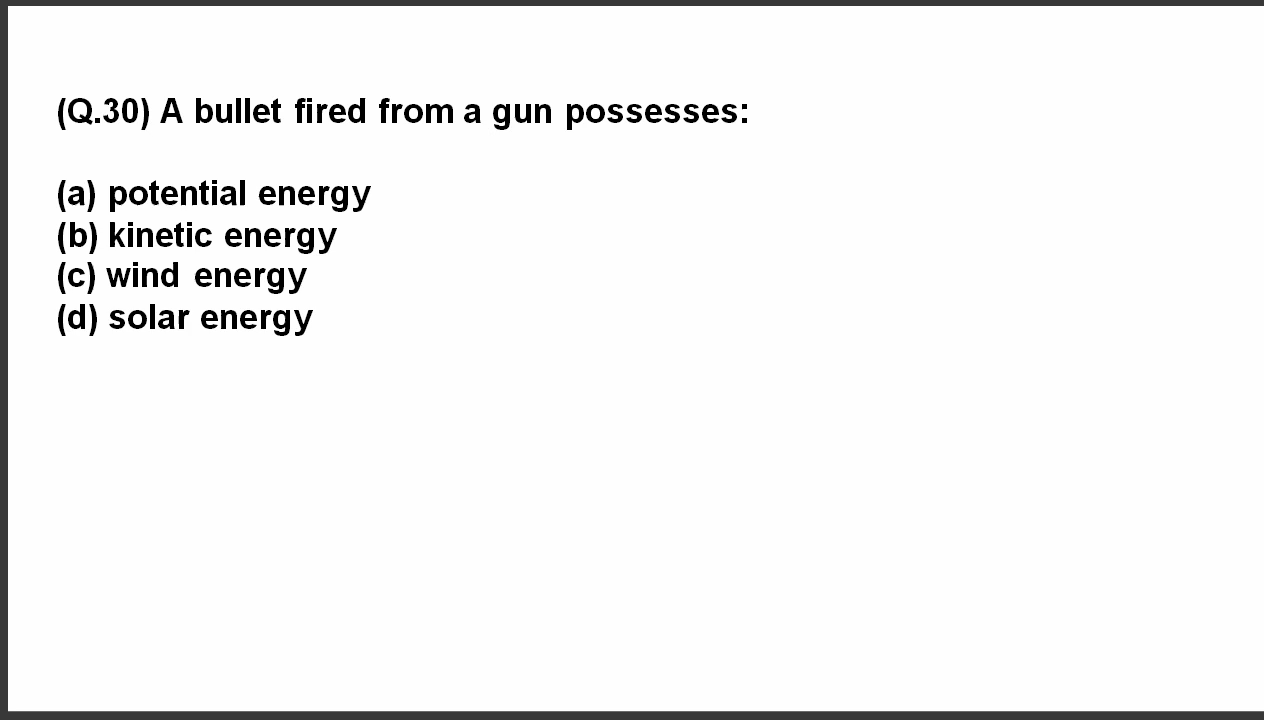 (Q.30) A bullet fired from a gun possesses:
(a) potential energy
(b) kinetic energy
(c) wind energy
(d) solar energy